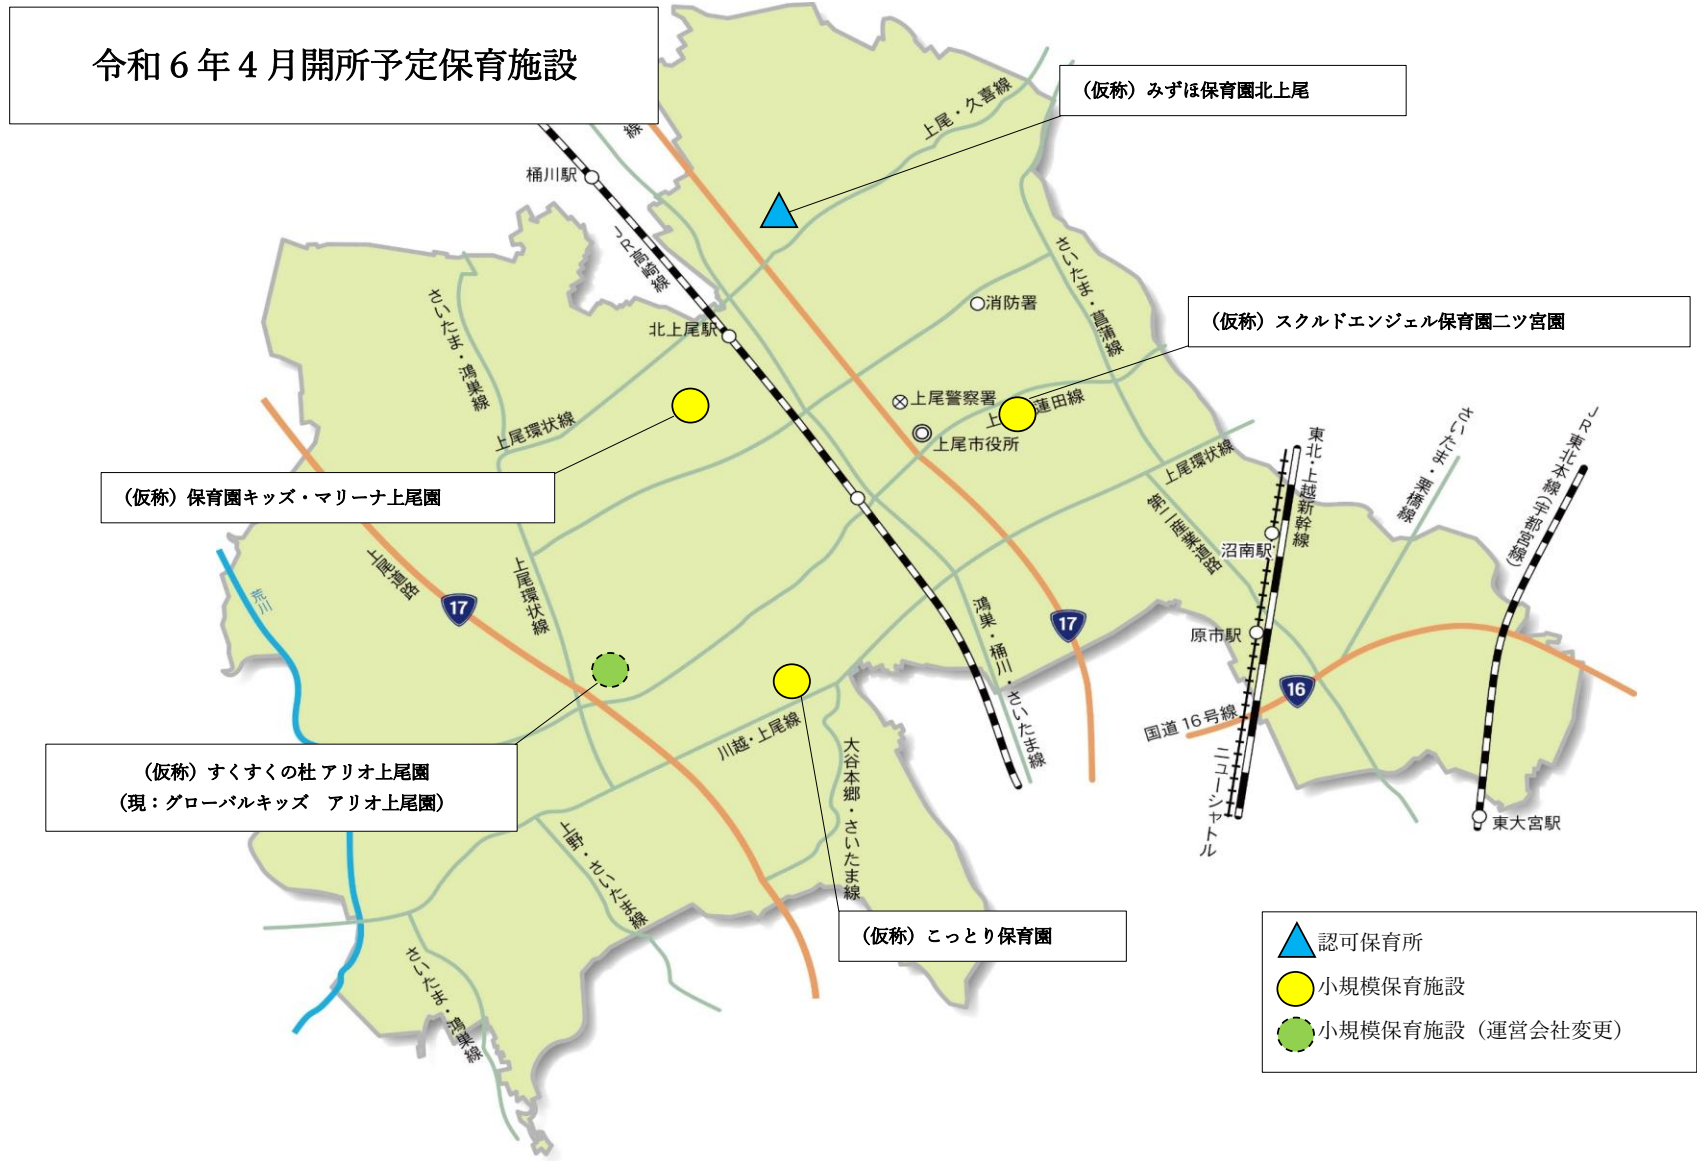 令和６年４月開所予定保育施設
（仮称）みずほ保育園北上尾
線
上尾・久喜線
桶川駅
JR高崎線
さいたま・菖蒲線
さいたま・鴻巣線
消防署
（仮称）スクルドエンジェル保育園二ツ宮園
北上尾駅
上尾警察署
上
蓮田線
上尾市役所
上尾環状線
上尾環状線
（仮称）保育園キッズ・マリーナ上尾園
東北・上越新幹線
さいたま・栗橋線
JR東北本線（宇都宮線）
第二産業道路
沼南駅
上尾道路
上尾環状線
荒川
17
17
鴻巣・桶川・さいたま線
原市駅
16
国道16号線
川越・上尾線
ニューシャトル
（仮称）すくすくの杜 アリオ上尾園
（現：グローバルキッズ　アリオ上尾園）
大谷本郷・さいたま線
東大宮駅
上野・さいたま線
（仮称）こっとり保育園
さいたま・鴻巣線
認可保育所
小規模保育施設
小規模保育施設（運営会社変更）